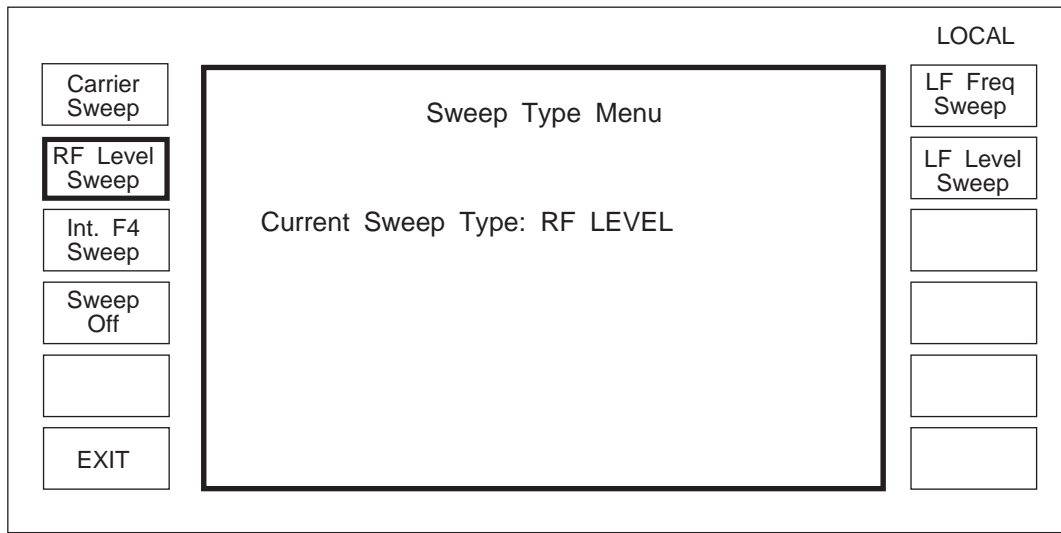 LOCAL
Carrier
Sweep
RF Level
Sweep
Int. F4
Sweep
Sweep
Off
EXIT
Sweep Type Menu
Current Sweep Type: RF LEVEL
LF Freq
Sweep
LF Level
Sweep